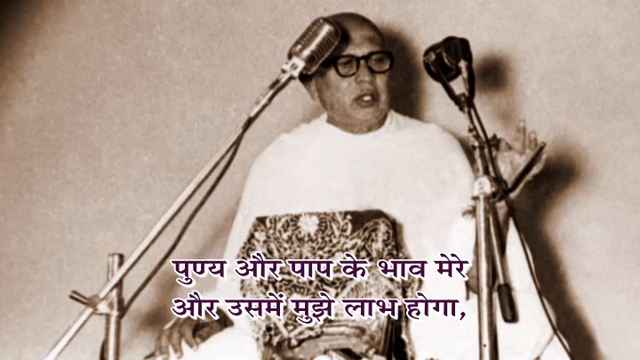 पुण्य और पाप के भाव मेरे
और उसमें मुझे लाभ होगा,